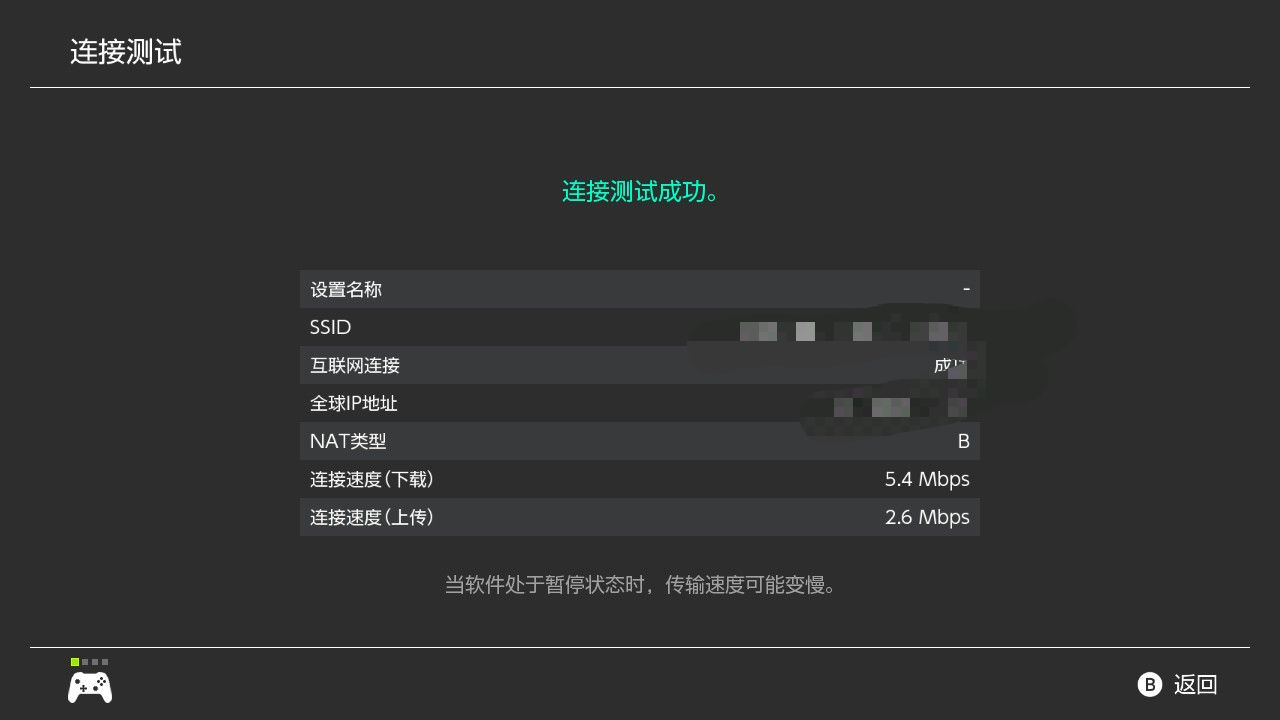 连接测试
连接测试成功。
设置名称 -
SSID
互联网连接 成
全球IP地址
NAT类型 B
连接速度(下载) 5.4 Mbps
连接速度(上传) 2.6 Mbps
当软件处于暂停状态时，传输速度可能变慢。
B 返回